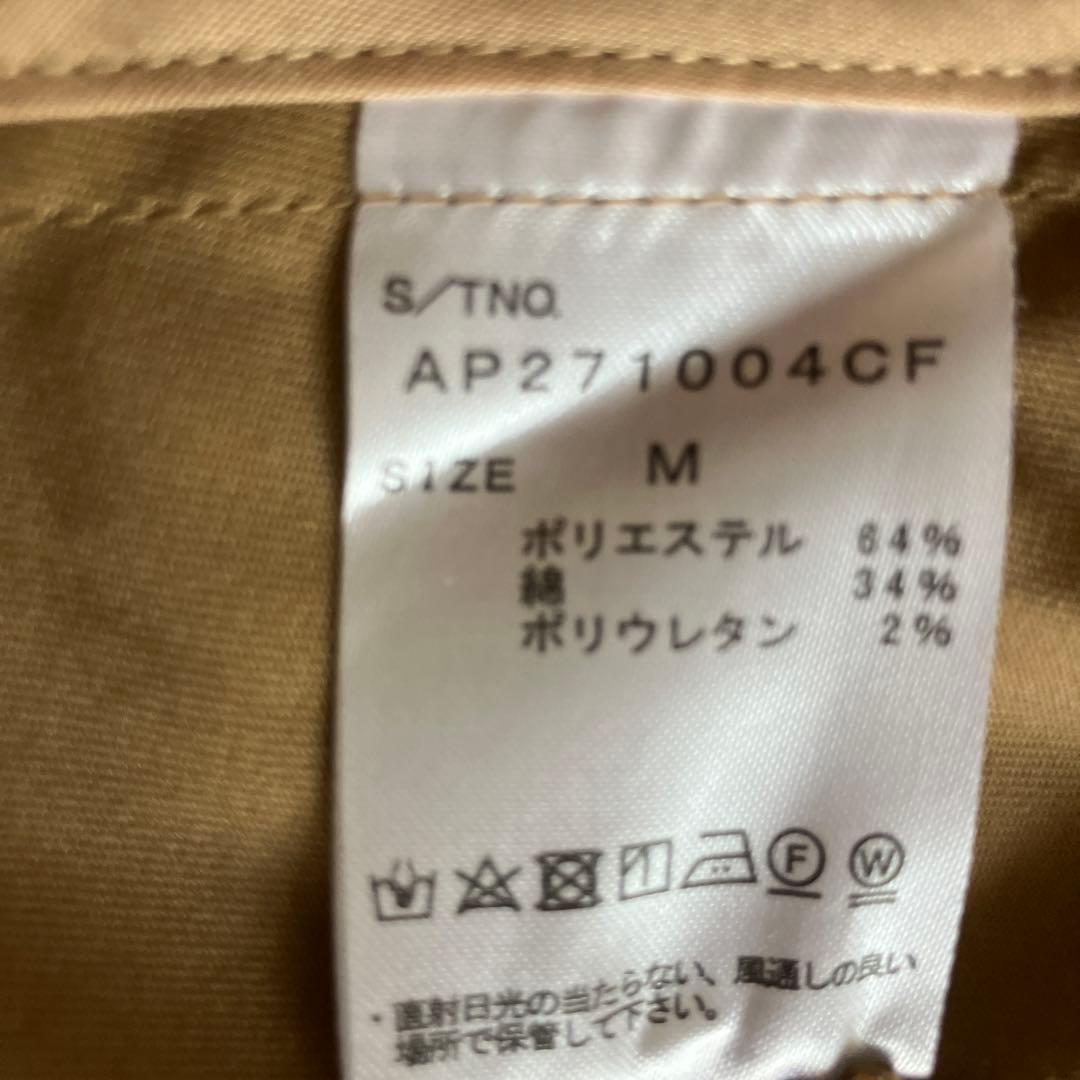 S/TNO.
AP271004CF
SIZE M
ポリエステル 64%
綿 34%
ポリウレタン 2%
F W
・直射日光の当たらない、風通しの良い
場所で保管して下さい。